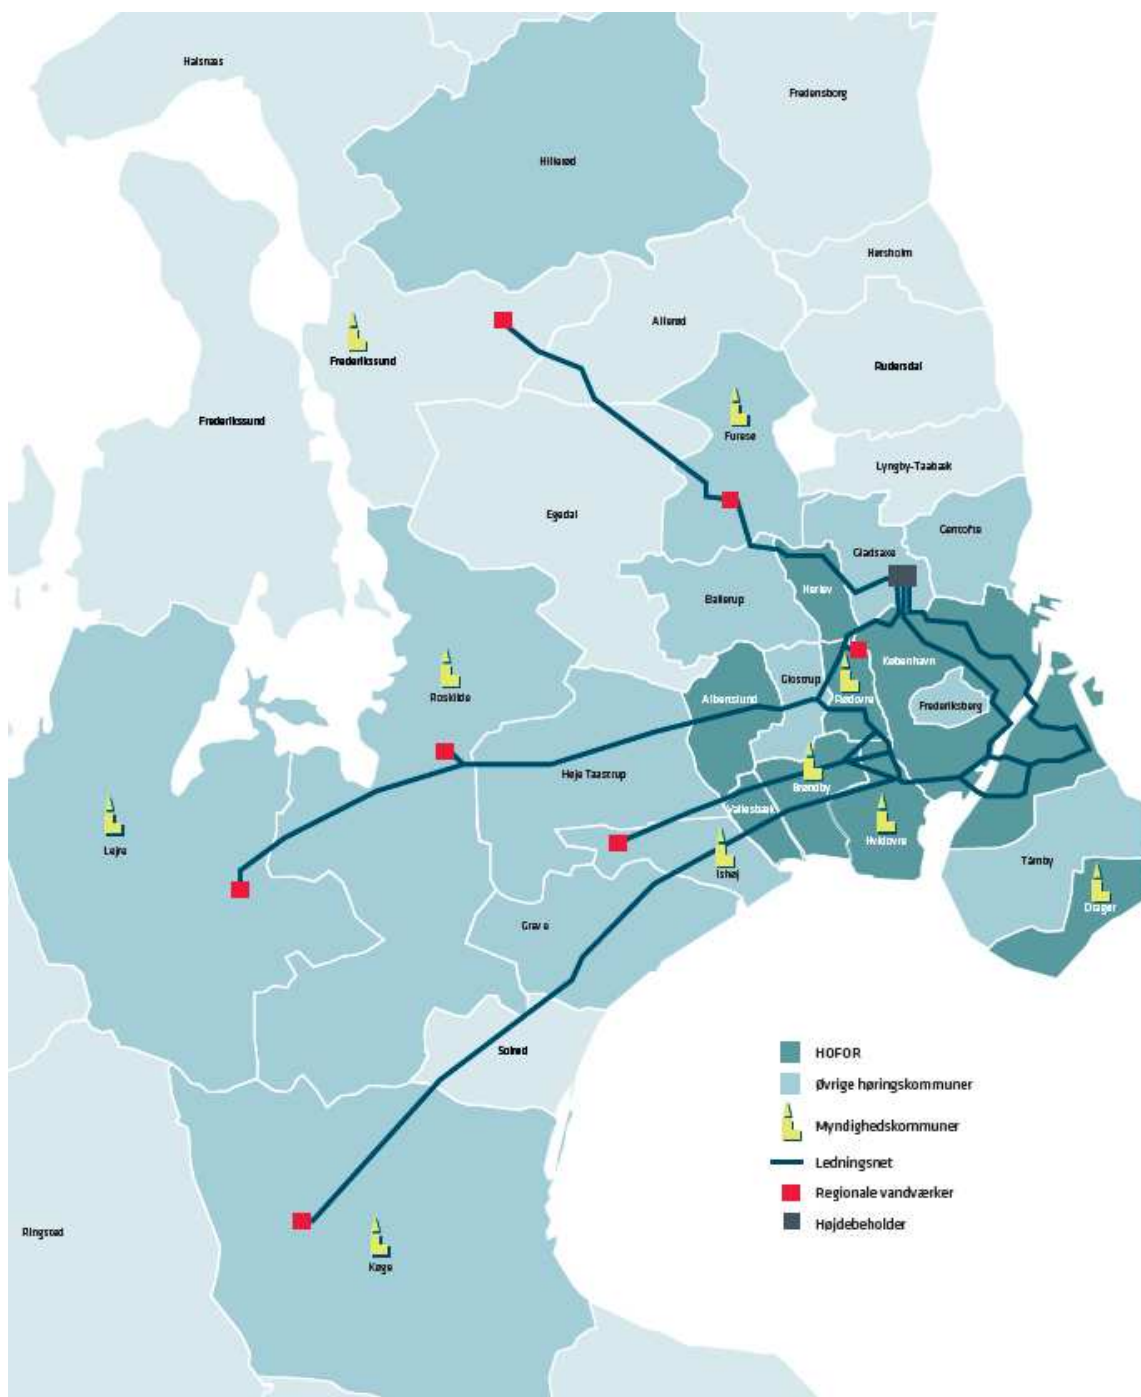 Halsnæs
Fredensborg
Hillerød
Hørsholm
Allerød
Frederikssund
Rudersdal
Frederikssund
Furesø
Lyngby-Taabæk
Egedal
Gentofte
Gladsaxe
Herlev
Ballerup
København
Glostrup
Roskilde
Albertslund
Rødovre
Frederiksberg
Høje Taastrup
Brøndby
Vallesbæk
Hvidovre
Lejre
Tårnby
Ishøj
Dragør
Greve
Solrød
HOFOR
Øvrige høringskommuner
Myndighedskommuner
Ledningsnet
Regionale vandværker
Højdebeholder
Ringsted
Køge